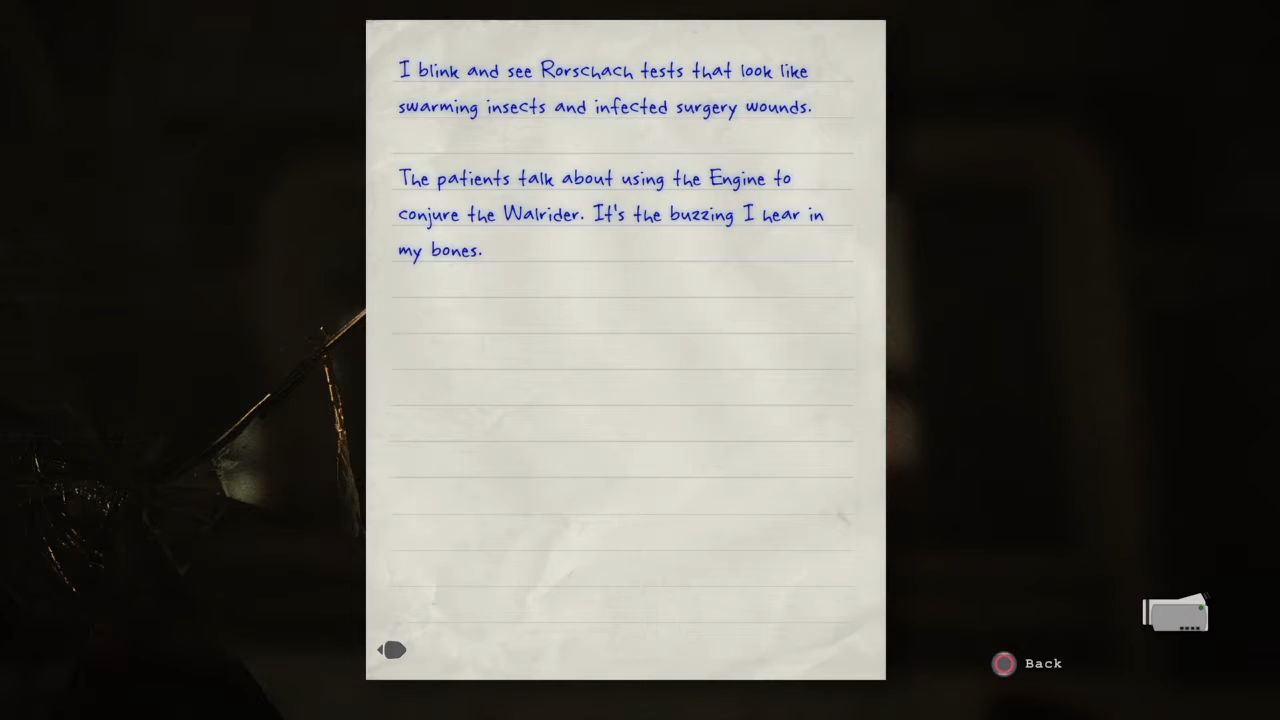 I blink and see Rorschach tests that look like
swarming insects and infected surgery wounds.
The patients talk about using the Engine to
conjure the Walrider. It's the buzzing I hear in
my bones.
Back